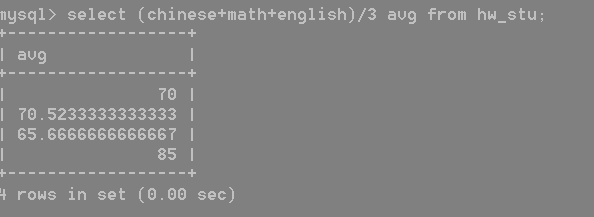 mysql> select (chinese+math+english)/3 avg from hw_stu;
+------------------+
| avg              |
+------------------+
|               70 |
| 70.5233333333333 |
| 65.6666666666667 |
|               85 |
+------------------+
4 rows in set (0.00 sec)